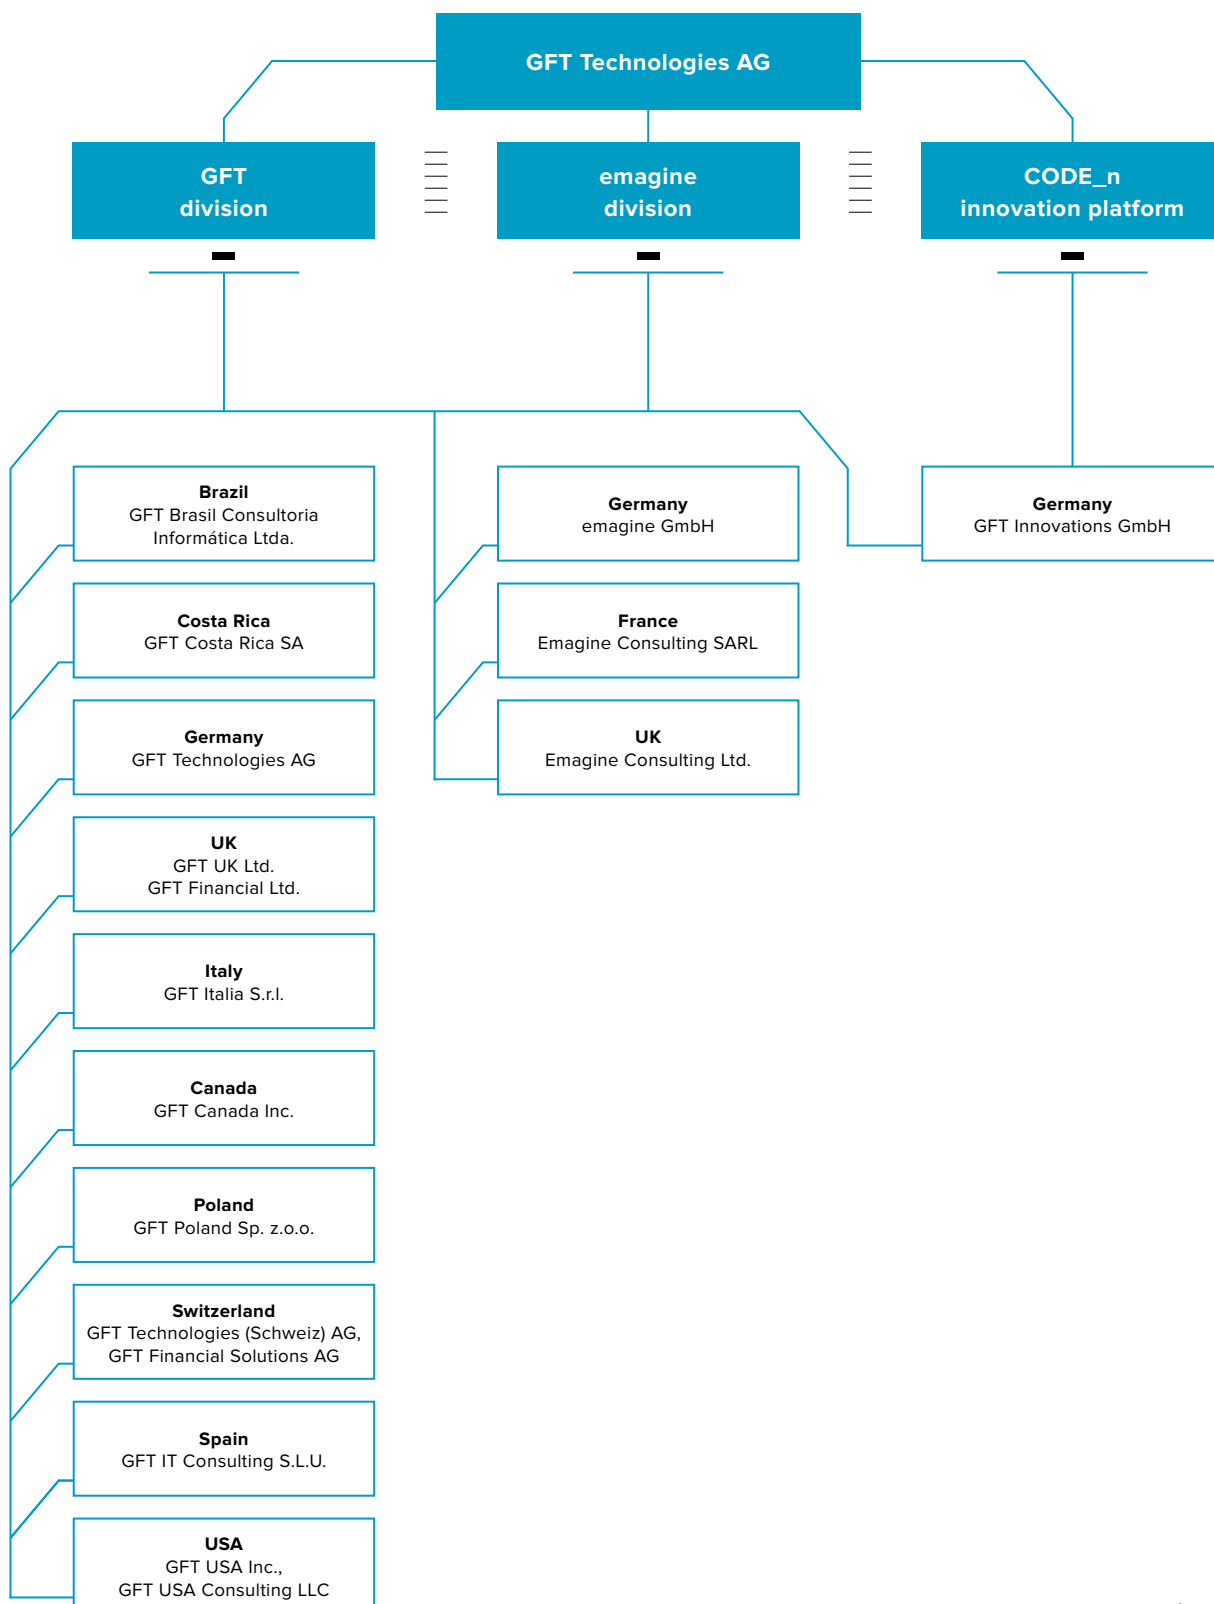 GFT Technologies AG
GFT
division
emagine
division
CODE_n
innovation platform
Brazil
GFT Brasil Consultoria
Informática Ltda.
Costa Rica
GFT Costa Rica SA
Germany
GFT Technologies AG
UK
GFT UK Ltd.
GFT Financial Ltd.
Italy
GFT Italia S.r.l.
Canada
GFT Canada Inc.
Poland
GFT Poland Sp. z.o.o.
Switzerland
GFT Technologies (Schweiz) AG,
GFT Financial Solutions AG
Spain
GFT IT Consulting S.L.U.
USA
GFT USA Inc.,
GFT USA Consulting LLC
Germany
emagine GmbH
France
Emagine Consulting SARL
UK
Emagine Consulting Ltd.
Germany
GFT Innovations GmbH